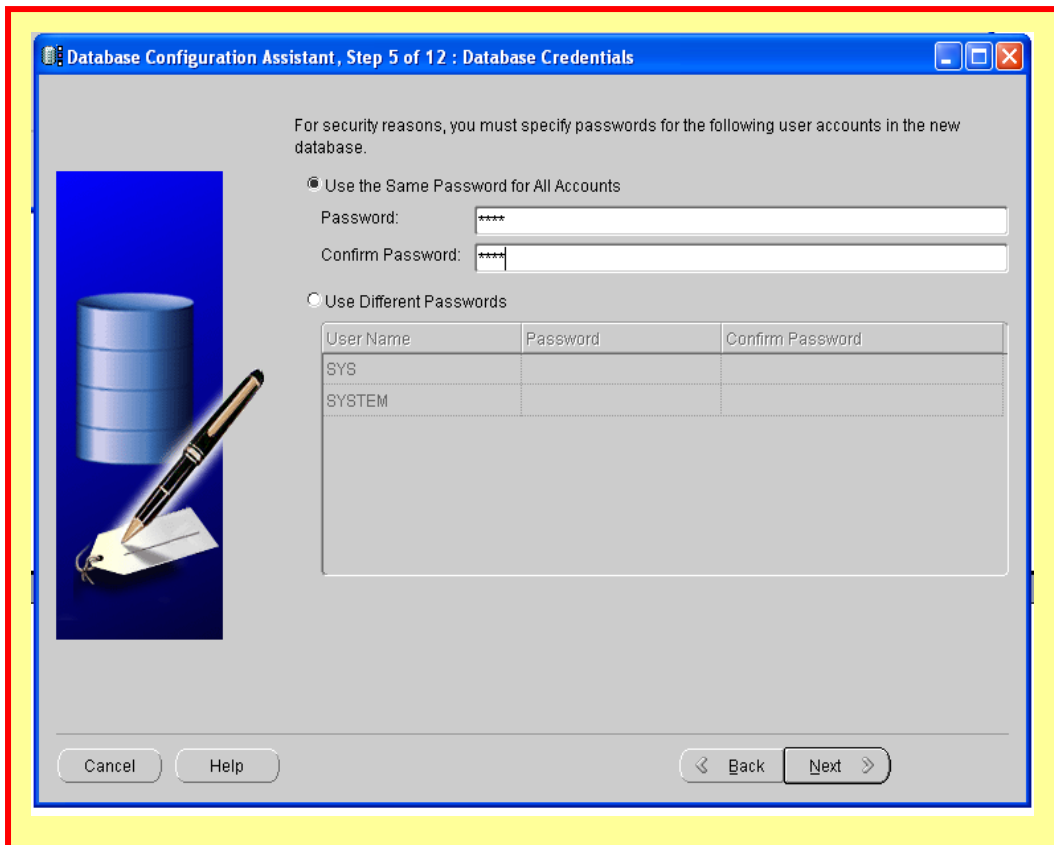 Database Configuration Assistant, Step 5 of 12 : Database Credentials
For security reasons, you must specify passwords for the following user accounts in the new
database.
Use the Same Password for All Accounts
Password: ****
Confirm Password: ****
Use Different Passwords
User Name Password Confirm Password
SYS
SYSTEM
Cancel Help Back Next